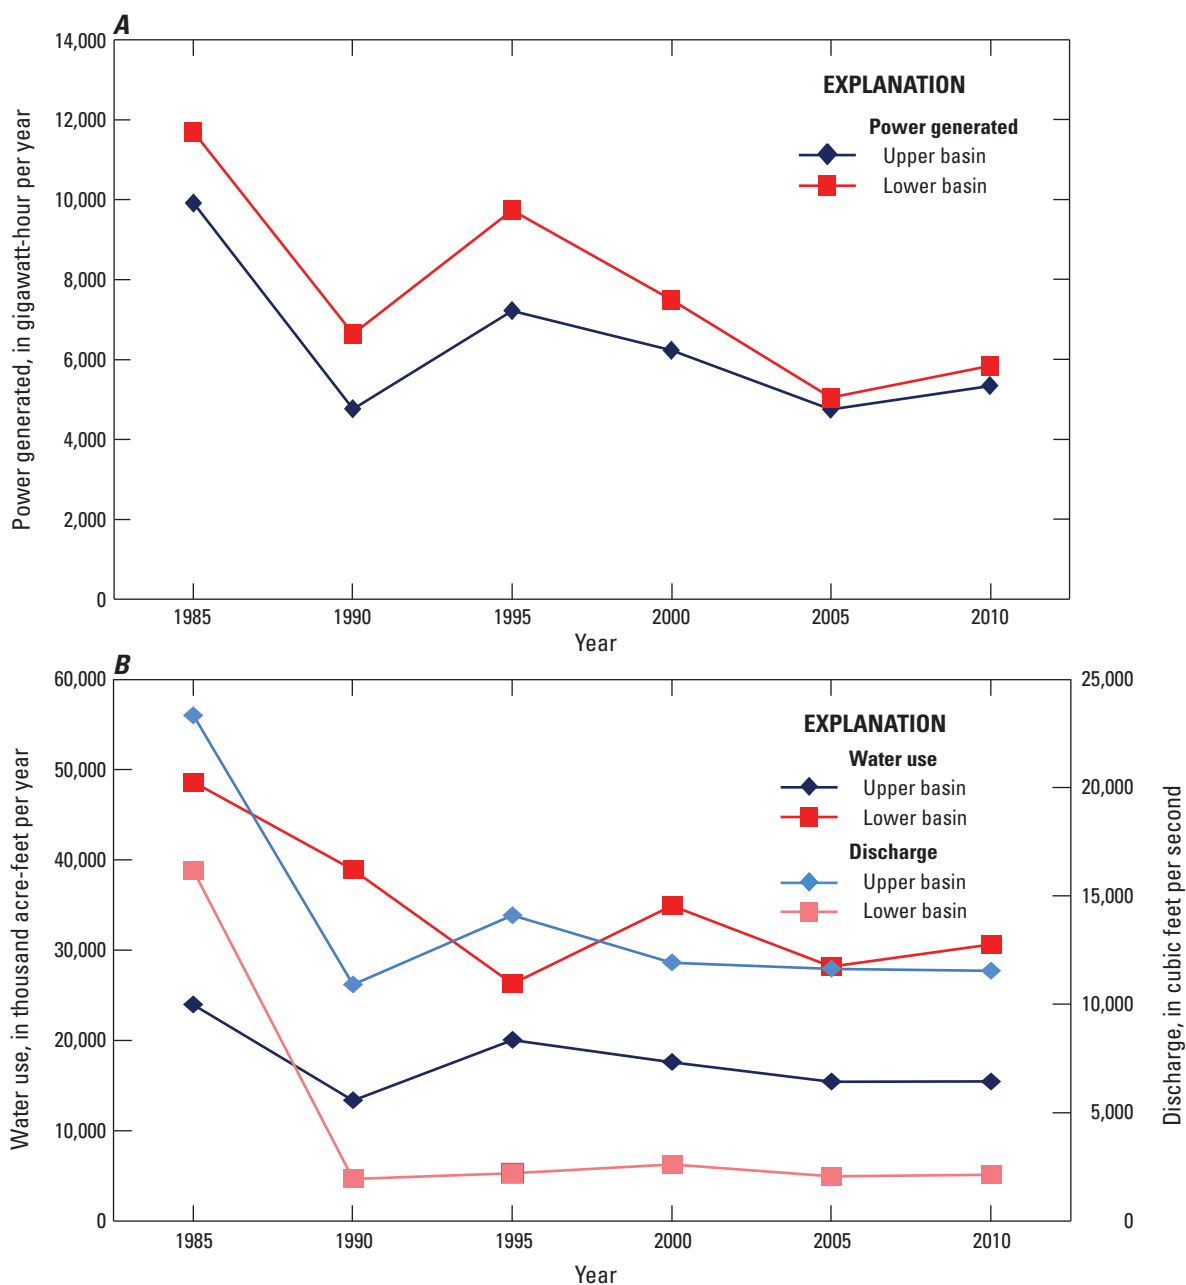 A
14,000
12,000
10,000
8,000
6,000
4,000
2,000
0
Power generated, in gigawatt-hour per year
EXPLANATION
Power generated
Upper basin
Lower basin
1985 1990 1995 2000 2005 2010
Year
B
60,000
50,000
40,000
30,000
20,000
10,000
0
Water use, in thousand acre-feet per year
EXPLANATION
Water use
Upper basin
Lower basin
Discharge
Upper basin
Lower basin
25,000
20,000
15,000
10,000
5,000
0
Discharge, in cubic feet per second
1985 1990 1995 2000 2005 2010
Year